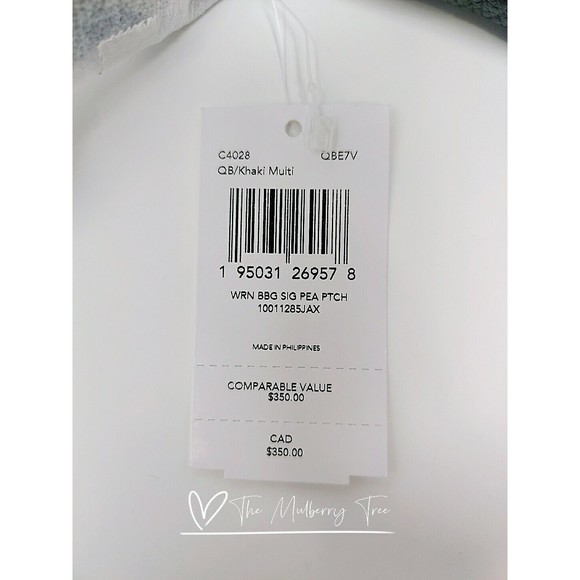 C4028 QBE7V
QB/Khaki Multi
1 95031 26957 8
WRN BBG SIG PEA PTCH
10011285JAX
MADE IN PHILIPPINES
COMPARABLE VALUE
$350.00
CAD
$350.00
The Mulberry Tree